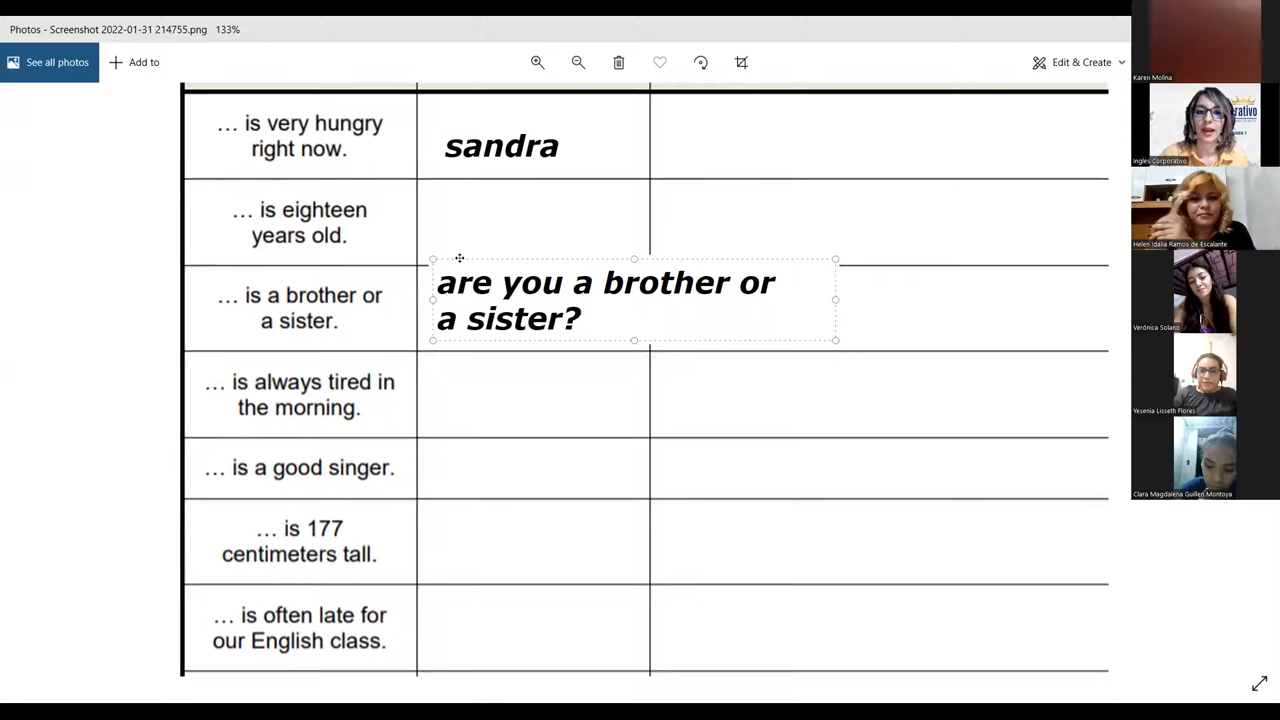 Photos - Screenshot 2022-01-31 214755.png 133%
See all photos
Add to
Edit & Create
… is very hungry
right now.
sandra
… is eighteen
years old.
… is a brother or
a sister.
are you a brother or
a sister?
… is always tired in
the morning.
… is a good singer.
… is 177
centimeters tall.
… is often late for
our English class.
Karen Molina
Ingles Corporativo
Helen Idalia Ramos de Escalante
Verónica Solano
Yesenia Lisseth Flores
Clara Magdalena Guillen Montoya